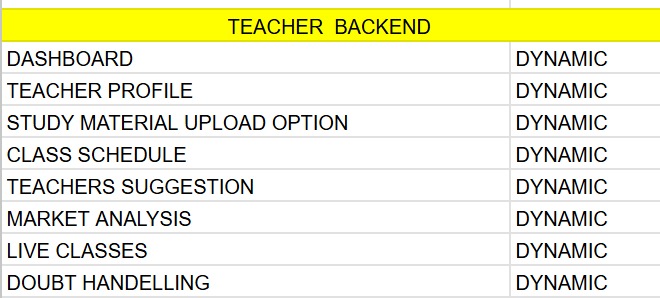 TEACHER BACKEND
DASHBOARD DYNAMIC
TEACHER PROFILE DYNAMIC
STUDY MATERIAL UPLOAD OPTION DYNAMIC
CLASS SCHEDULE DYNAMIC
TEACHERS SUGGESTION DYNAMIC
MARKET ANALYSIS DYNAMIC
LIVE CLASSES DYNAMIC
DOUBT HANDELLING DYNAMIC